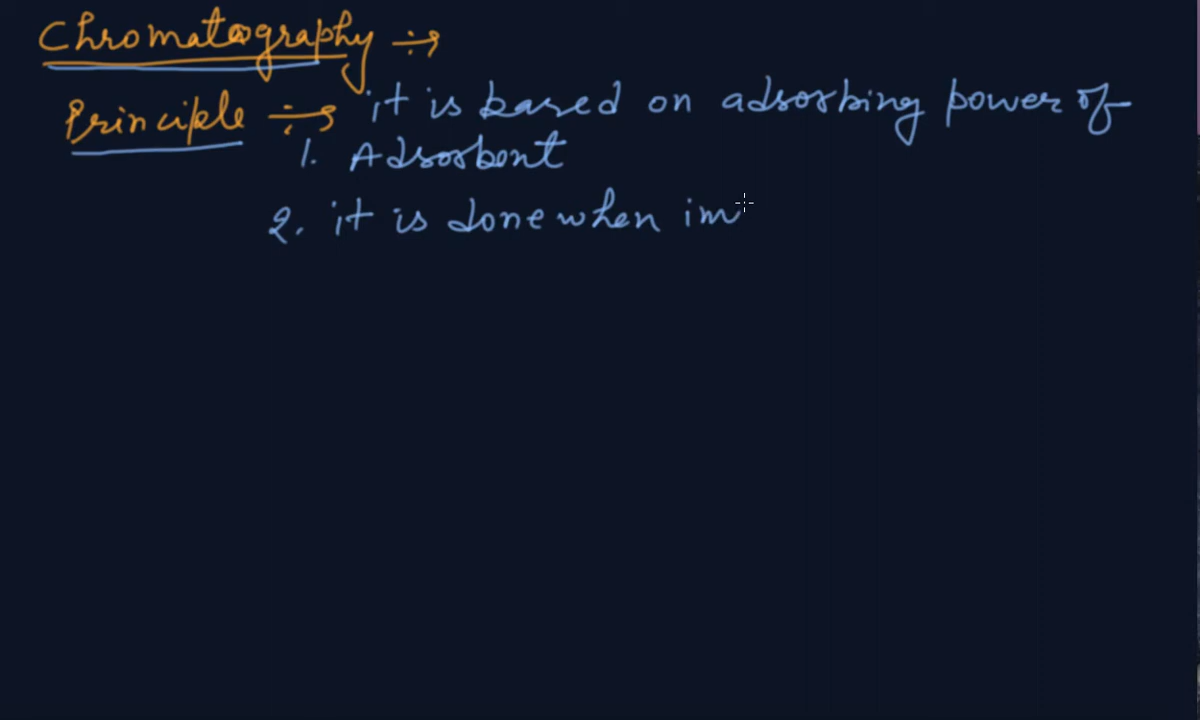 Chromatography ÷→
Principle ÷→ it is based on adsorbing power of
1. Adsorbent
2. it is done when im